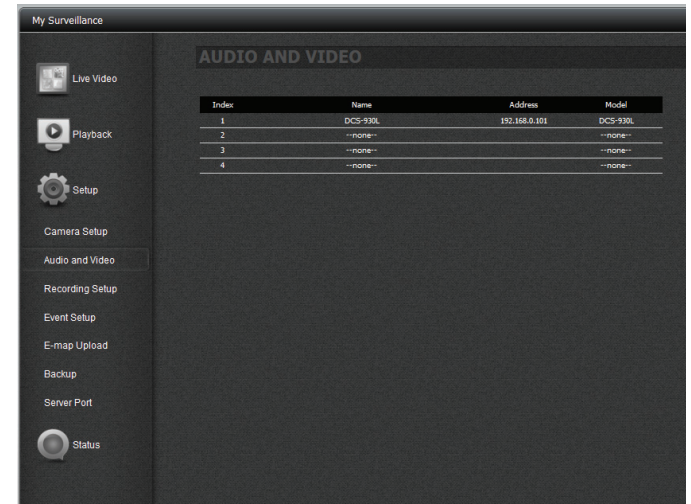 My Surveillance
Live Video
Playback
Setup
Camera Setup
Audio and Video
Recording Setup
Event Setup
E-map Upload
Backup
Server Port
Status
AUDIO AND VIDEO
Index Name Address Model
1 DCS-930L 192.168.0.101 DCS-930L
2 --none-- --none--
3 --none-- --none--
4 --none-- --none--